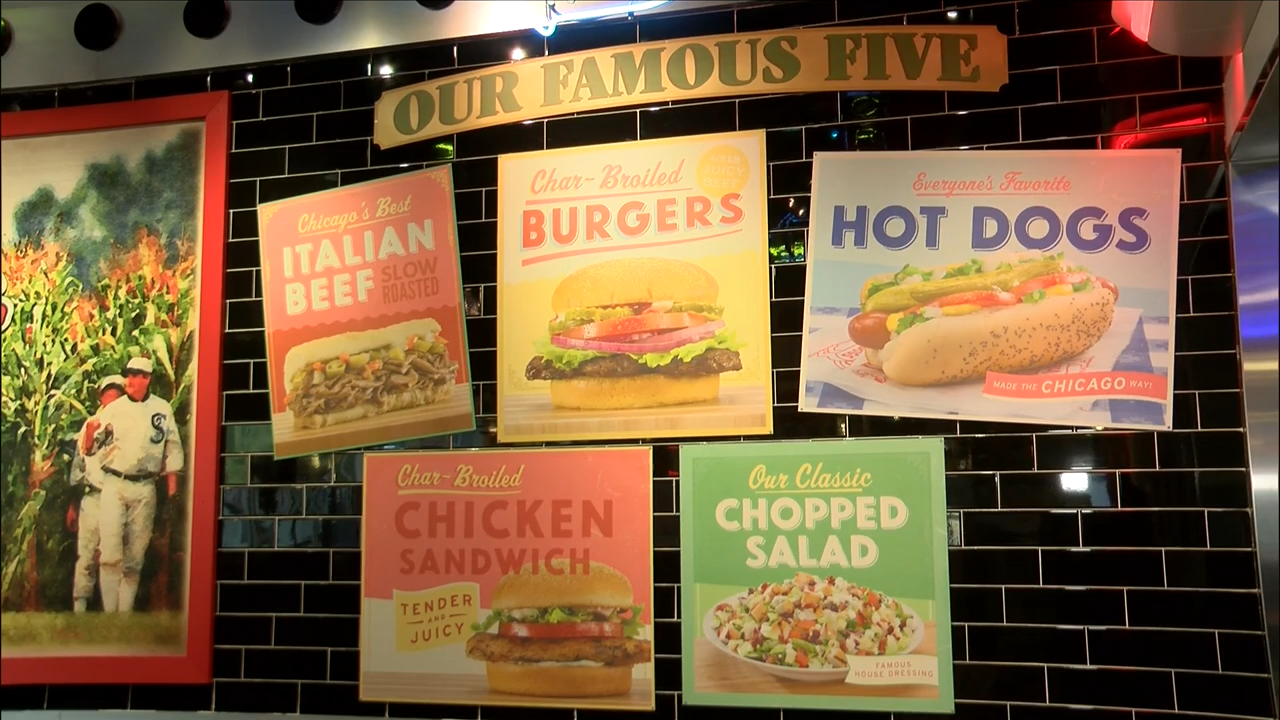 OUR FAMOUS FIVE
Chicago's Best
ITALIAN
BEEF
SLOW
ROASTED
Char-Broiled
BURGERS
Everyone's Favorite
HOT DOGS
MADE THE CHICAGO WAY!
Char-Broiled
CHICKEN
SANDWICH
TENDER
AND
JUICY
Our Classic
CHOPPED
SALAD
FAMOUS
HOUSE DRESSING